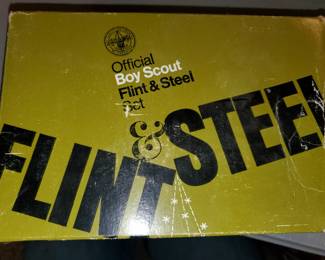 Official
Boy Scout
Flint & Steel
Set
FLINT
&
STEEL